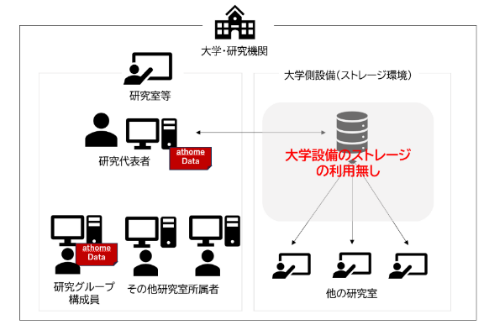 大学・研究機関
研究室等
大学側設備(ストレージ環境)
研究代表者
athome
Data
大学設備のストレージ
の利用無し
athome
Data
研究グループ
構成員
その他研究室所属者
他の研究室